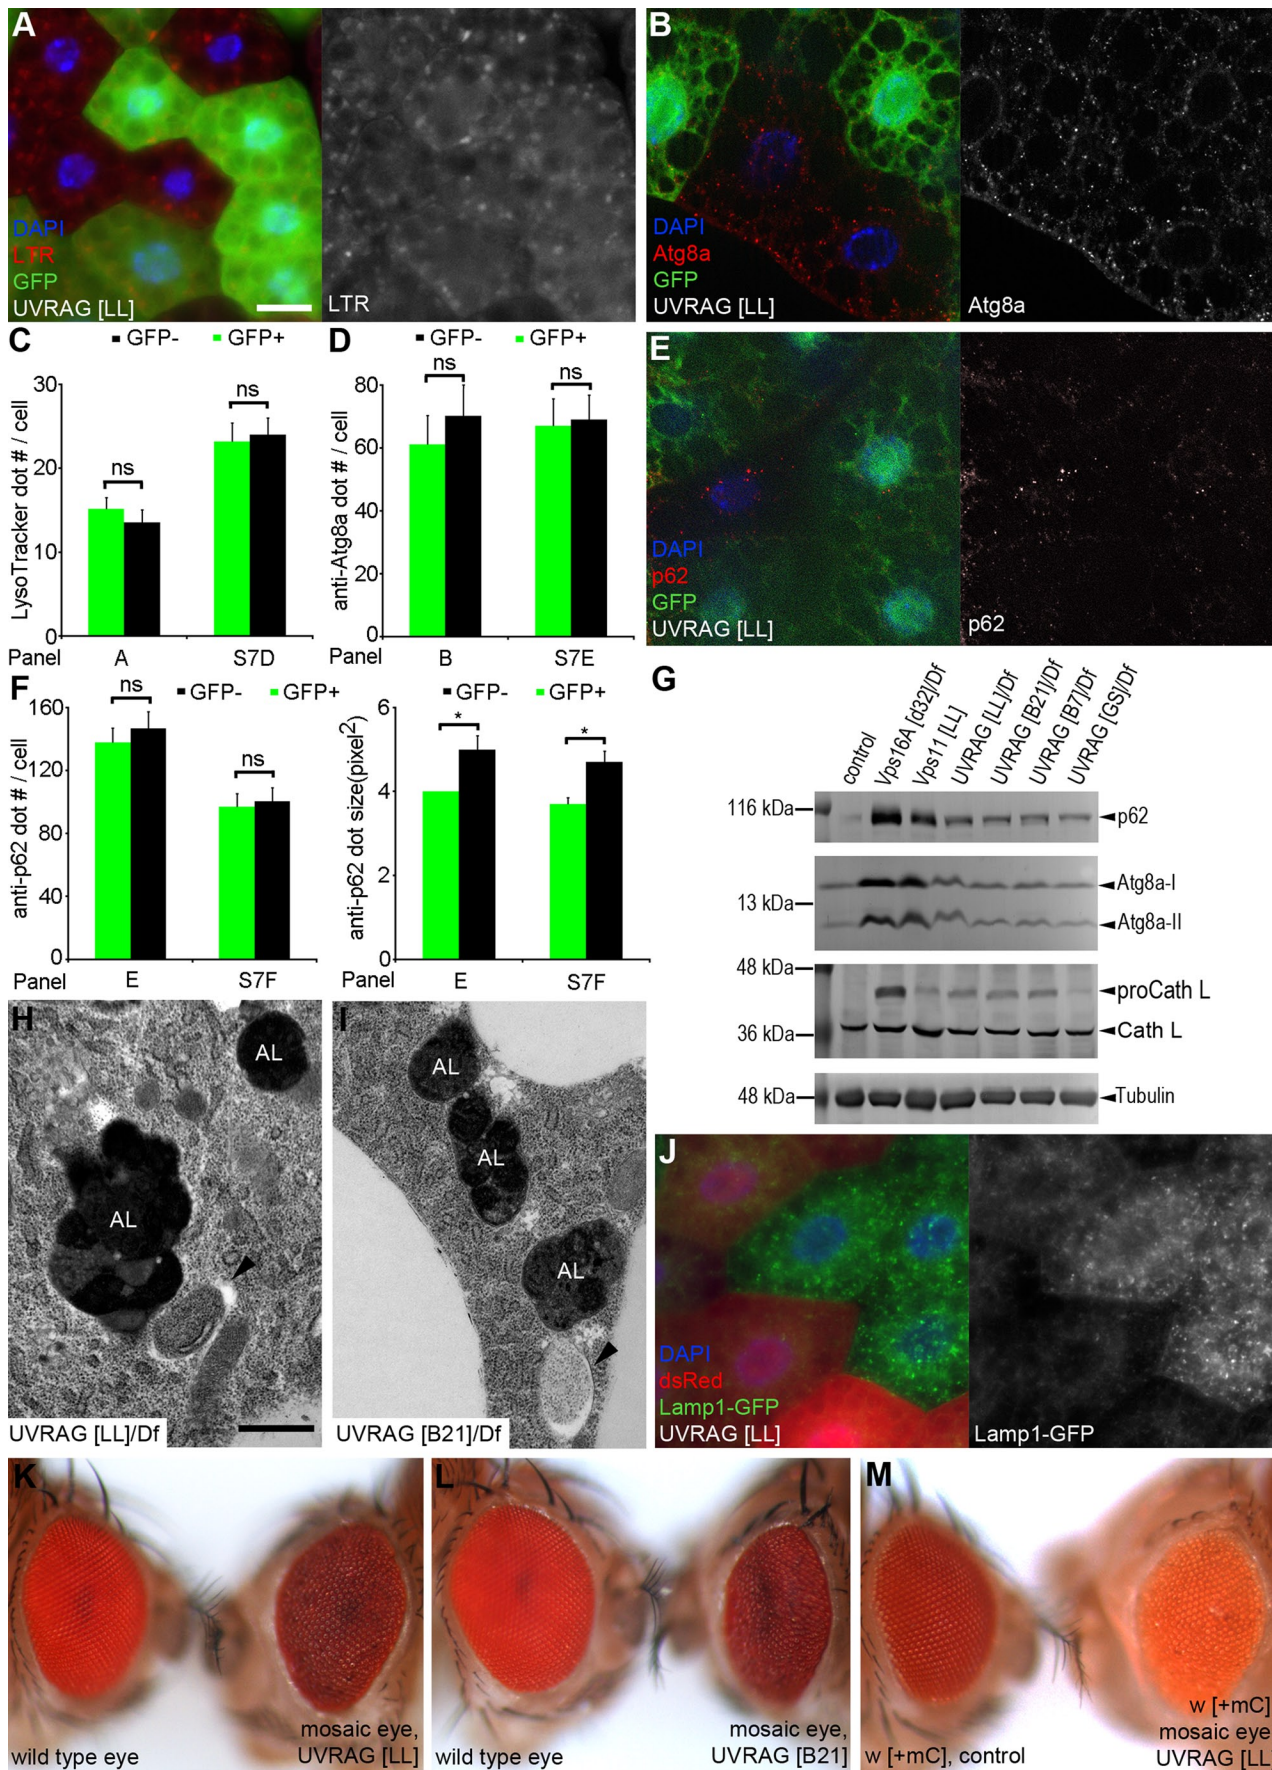 A
DAPI
LTR
GFP
UVRAG [LL]
LTR
B
DAPI
Atg8a
GFP
UVRAG [LL]
Atg8a
C
GFP-
GFP+
LysoTracker dot # / cell
30
20
10
0
ns
ns
Panel
A
S7D
D
GFP-
GFP+
anti-Atg8a dot # / cell
80
60
40
20
0
ns
ns
B
S7E
E
DAPI
p62
GFP
UVRAG [LL]
p62
F
GFP-
GFP+
anti-p62 dot # / cell
160
120
80
40
0
ns
ns
Panel
E
S7F
GFP-
GFP+
anti-p62 dot size(pixel2)
6
4
2
0
*
*
Panel
E
S7F
G
control
Vps16A [d32]/Df
Vps11 [LL]
UVRAG [LL]/Df
UVRAG [B21]/Df
UVRAG [B7]/Df
UVRAG [GS]/Df
116 kDa
p62
Atg8a-I
13 kDa
Atg8a-II
48 kDa
proCath L
36 kDa
Cath L
48 kDa
Tubulin
H
AL
AL
UVRAG [LL]/Df
I
AL
AL
AL
UVRAG [B21]/Df
J
DAPI
dsRed
Lamp1-GFP
UVRAG [LL]
Lamp1-GFP
K
wild type eye
mosaic eye,
UVRAG [LL]
L
wild type eye
mosaic eye,
UVRAG [B21]
M
w [+mC], control
w [+mC]
mosaic eye
UVRAG [LL